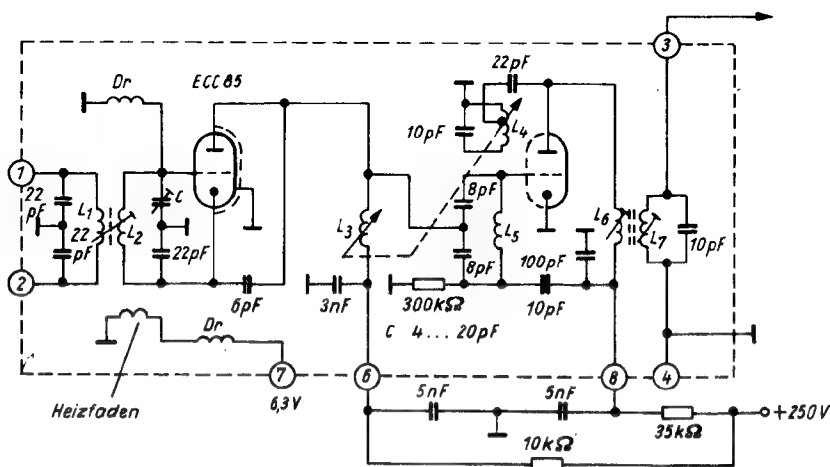 3
Dr
ECC 85
22pF
10pF
L4
1
22
pF
L1
22
pF
L2
C
22pF
8pF
L3
L5
L6
L7
10pF
2
6pF
8pF
100pF
3nF
300kΩ
10pF
C 4...20pF
Dr
Heizfaden
7
6,3V
6
8
4
5nF
5nF
35kΩ
+250V
10kΩ